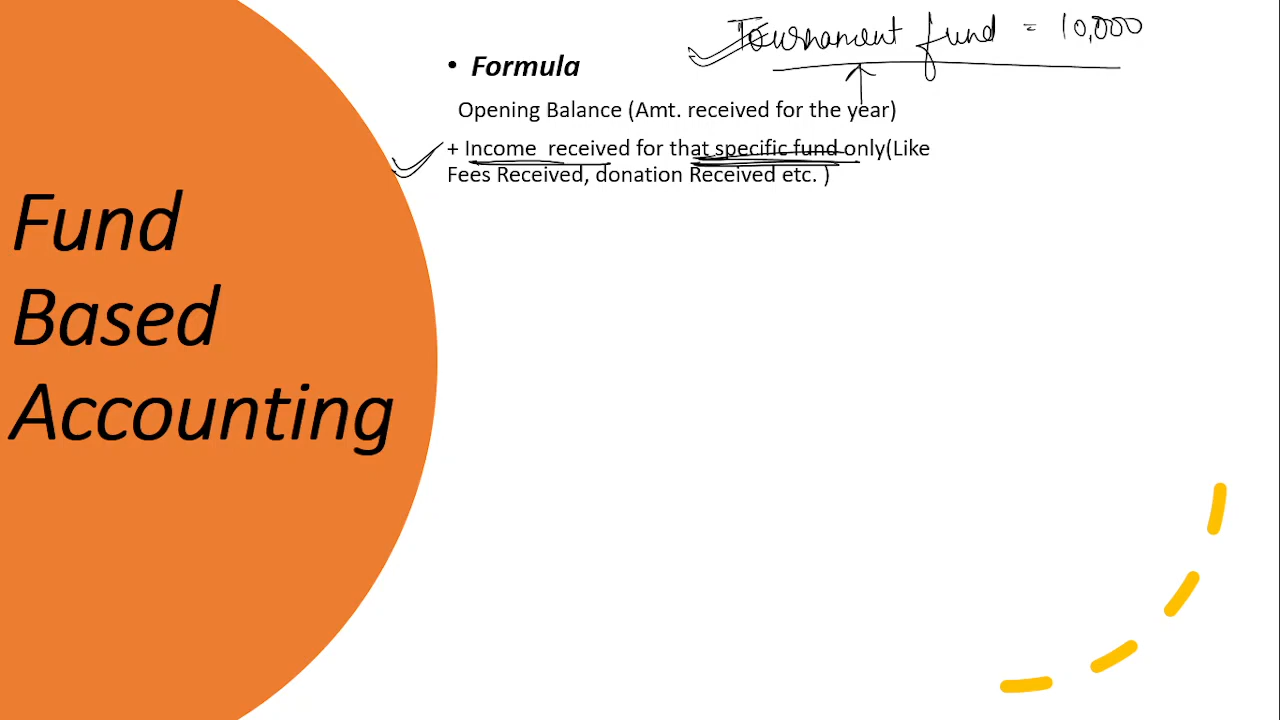 Tournament fund = 10,000
• Formula
Opening Balance (Amt. received for the year)
+ Income received for that specific fund only(Like
Fees Received, donation Received etc. )
Fund
Based
Accounting